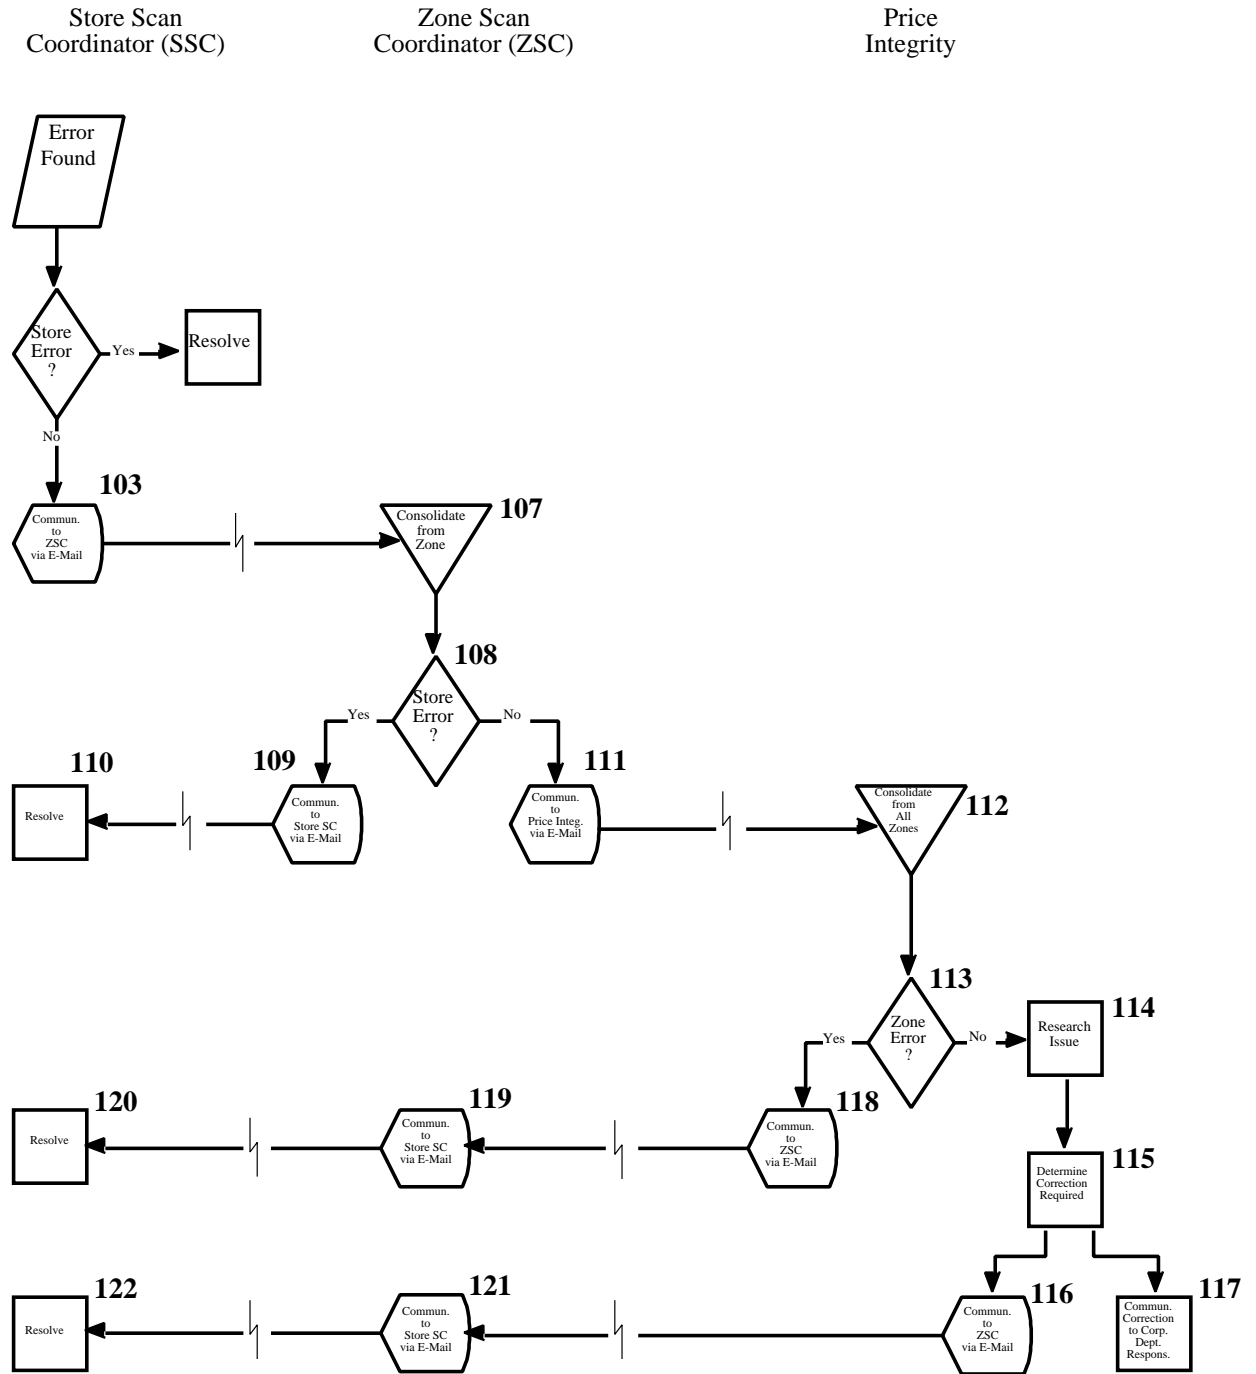 Store Scan
Coordinator (SSC)
Zone Scan
Coordinator (ZSC)
Price
Integrity
Error
Found
Store
Error
?
Yes
Resolve
No
103
Commun.
to
ZSC
via E-Mail
107
Consolidate
from
Zone
108
Store
Error
?
Yes
No
110
Resolve
109
Commun.
to
Store SC
via E-Mail
111
Commun.
to
Price Integ.
via E-Mail
112
Consolidate
from
All
Zones
113
Zone
Error
?
Yes
No
114
Research
Issue
120
Resolve
119
Commun.
to
Store SC
via E-Mail
118
Commun.
to
ZSC
via E-Mail
115
Determine
Correction
Required
122
Resolve
121
Commun.
to
Store SC
via E-Mail
116
Commun.
to
ZSC
via E-Mail
117
Commun.
Correction
to Corp.
Dept.
Respons.